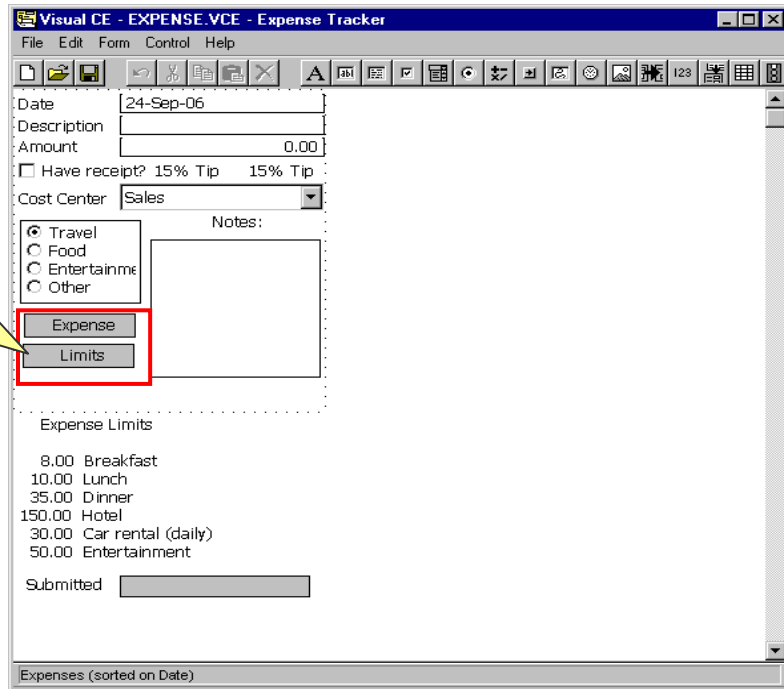 Visual CE - EXPENSE.VCE - Expense Tracker
File Edit Form Control Help
A ab 123
Date 24-Sep-06
Description
Amount 0.00
Have receipt? 15% Tip 15% Tip
Cost Center Sales
Travel
Food
Entertainme
Other
Notes:
Expense
Limits
Expense Limits
8.00 Breakfast
10.00 Lunch
35.00 Dinner
150.00 Hotel
30.00 Car rental (daily)
50.00 Entertainment
Submitted
Expenses (sorted on Date)